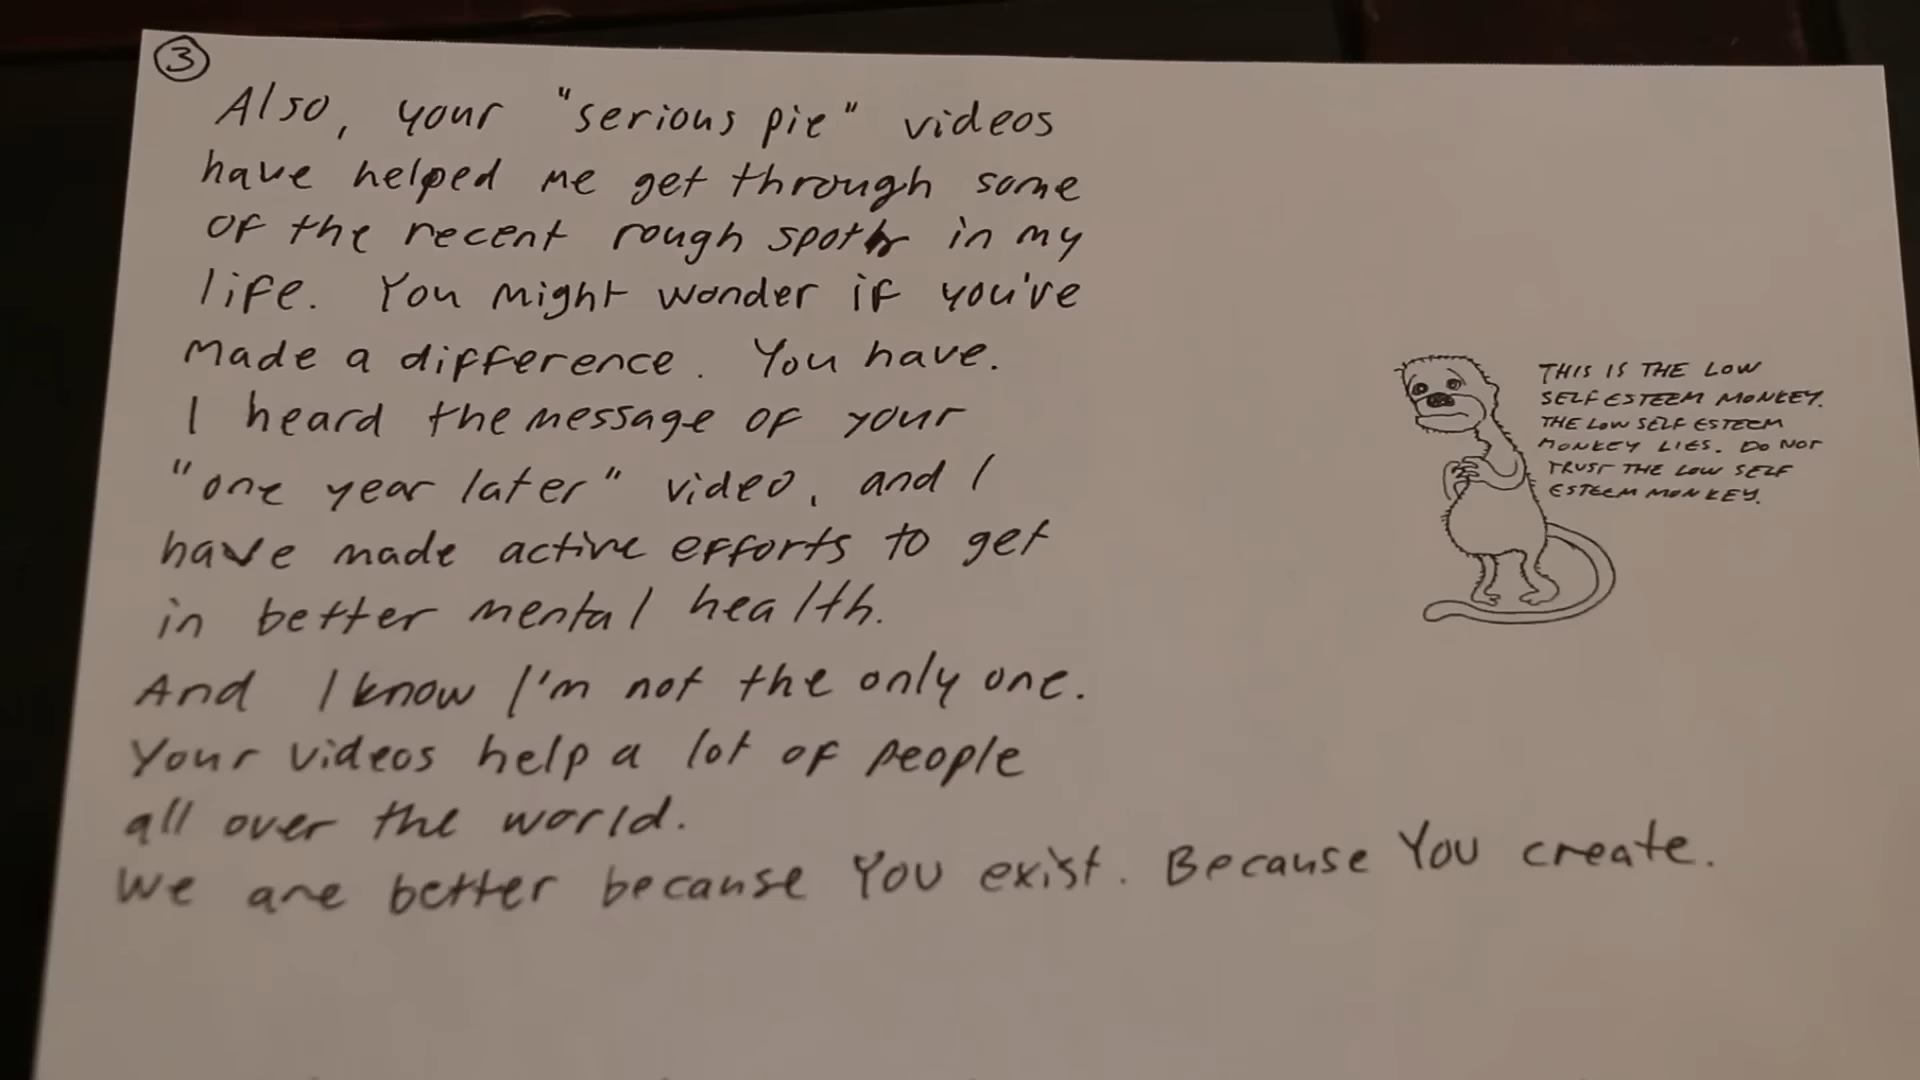 3
Also, your "serious pie" videos
have helped me get through some
of the recent rough spots in my
life. You might wonder if you've
made a difference. You have.
I heard the message of your
"one year later" video, and I
have made active efforts to get
in better mental health.
And I know I'm not the only one.
Your videos help a lot of people
all over the world.
We are better because You exist. Because You create.
THIS IS THE LOW
SELF ESTEEM MONKEY.
THE LOW SELF ESTEEM
MONKEY LIES. DO NOT
TRUST THE LOW SELF
ESTEEM MONKEY.